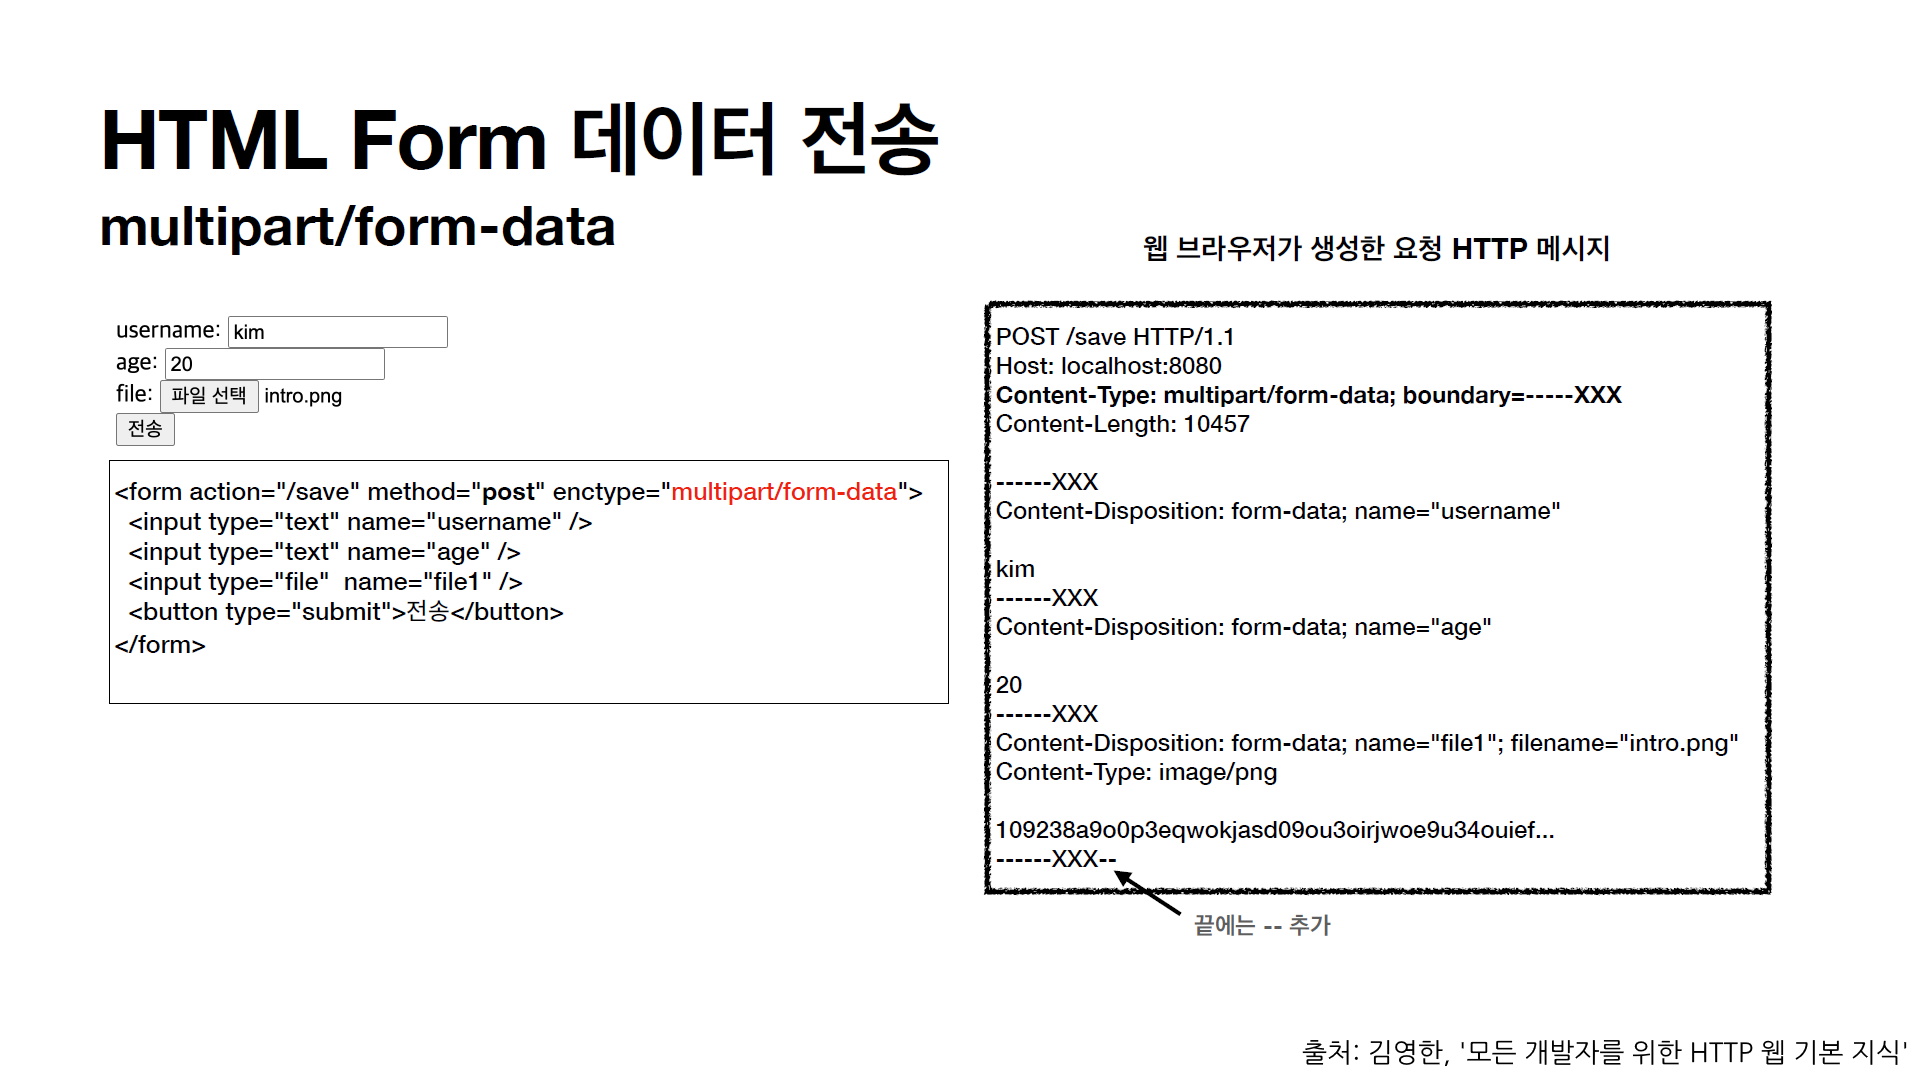 HTML Form 데이터 전송
multipart/form-data
username: kim
age: 20
file: 파일 선택 intro.png
전송
<form action="/save" method="post" enctype="multipart/form-data">
  <input type="text" name="username" />
  <input type="text" name="age" />
  <input type="file"  name="file1" />
  <button type="submit">전송</button>
</form>
웹 브라우저가 생성한 요청 HTTP 메시지
POST /save HTTP/1.1
Host: localhost:8080
Content-Type: multipart/form-data; boundary=-----XXX
Content-Length: 10457
------XXX
Content-Disposition: form-data; name="username"
kim
------XXX
Content-Disposition: form-data; name="age"
20
------XXX
Content-Disposition: form-data; name="file1"; filename="intro.png"
Content-Type: image/png
109238a9o0p3eqwokjasd09ou3oirjwoe9u34ouief...
------XXX--
끝에는 -- 추가
출처: 김영한, '모든 개발자를 위한 HTTP 웹 기본 지식'